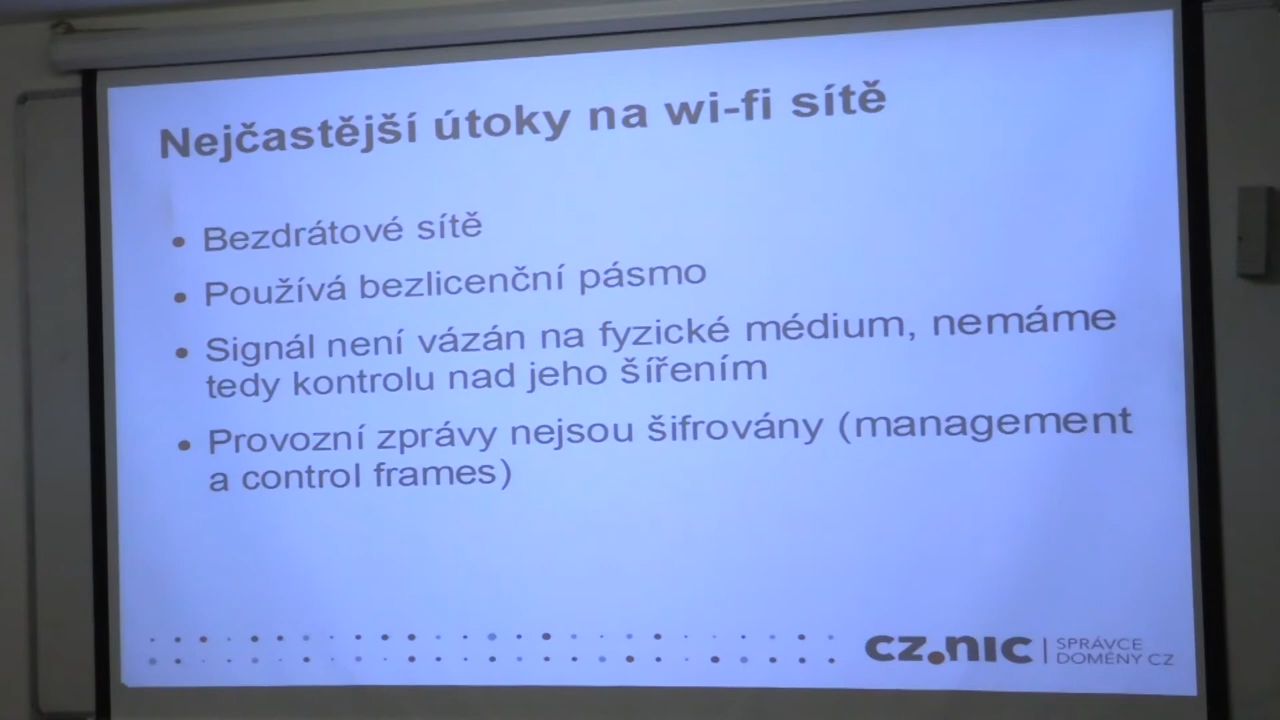 Nejčastější útoky na wi-fi sítě
• Bezdrátové sítě
• Používá bezlicenční pásmo
• Signál není vázán na fyzické médium, nemáme
tedy kontrolu nad jeho šířením
• Provozní zprávy nejsou šifrovány (management
a control frames)
CZ.NIC | SPRÁVCE
DOMÉNY CZ